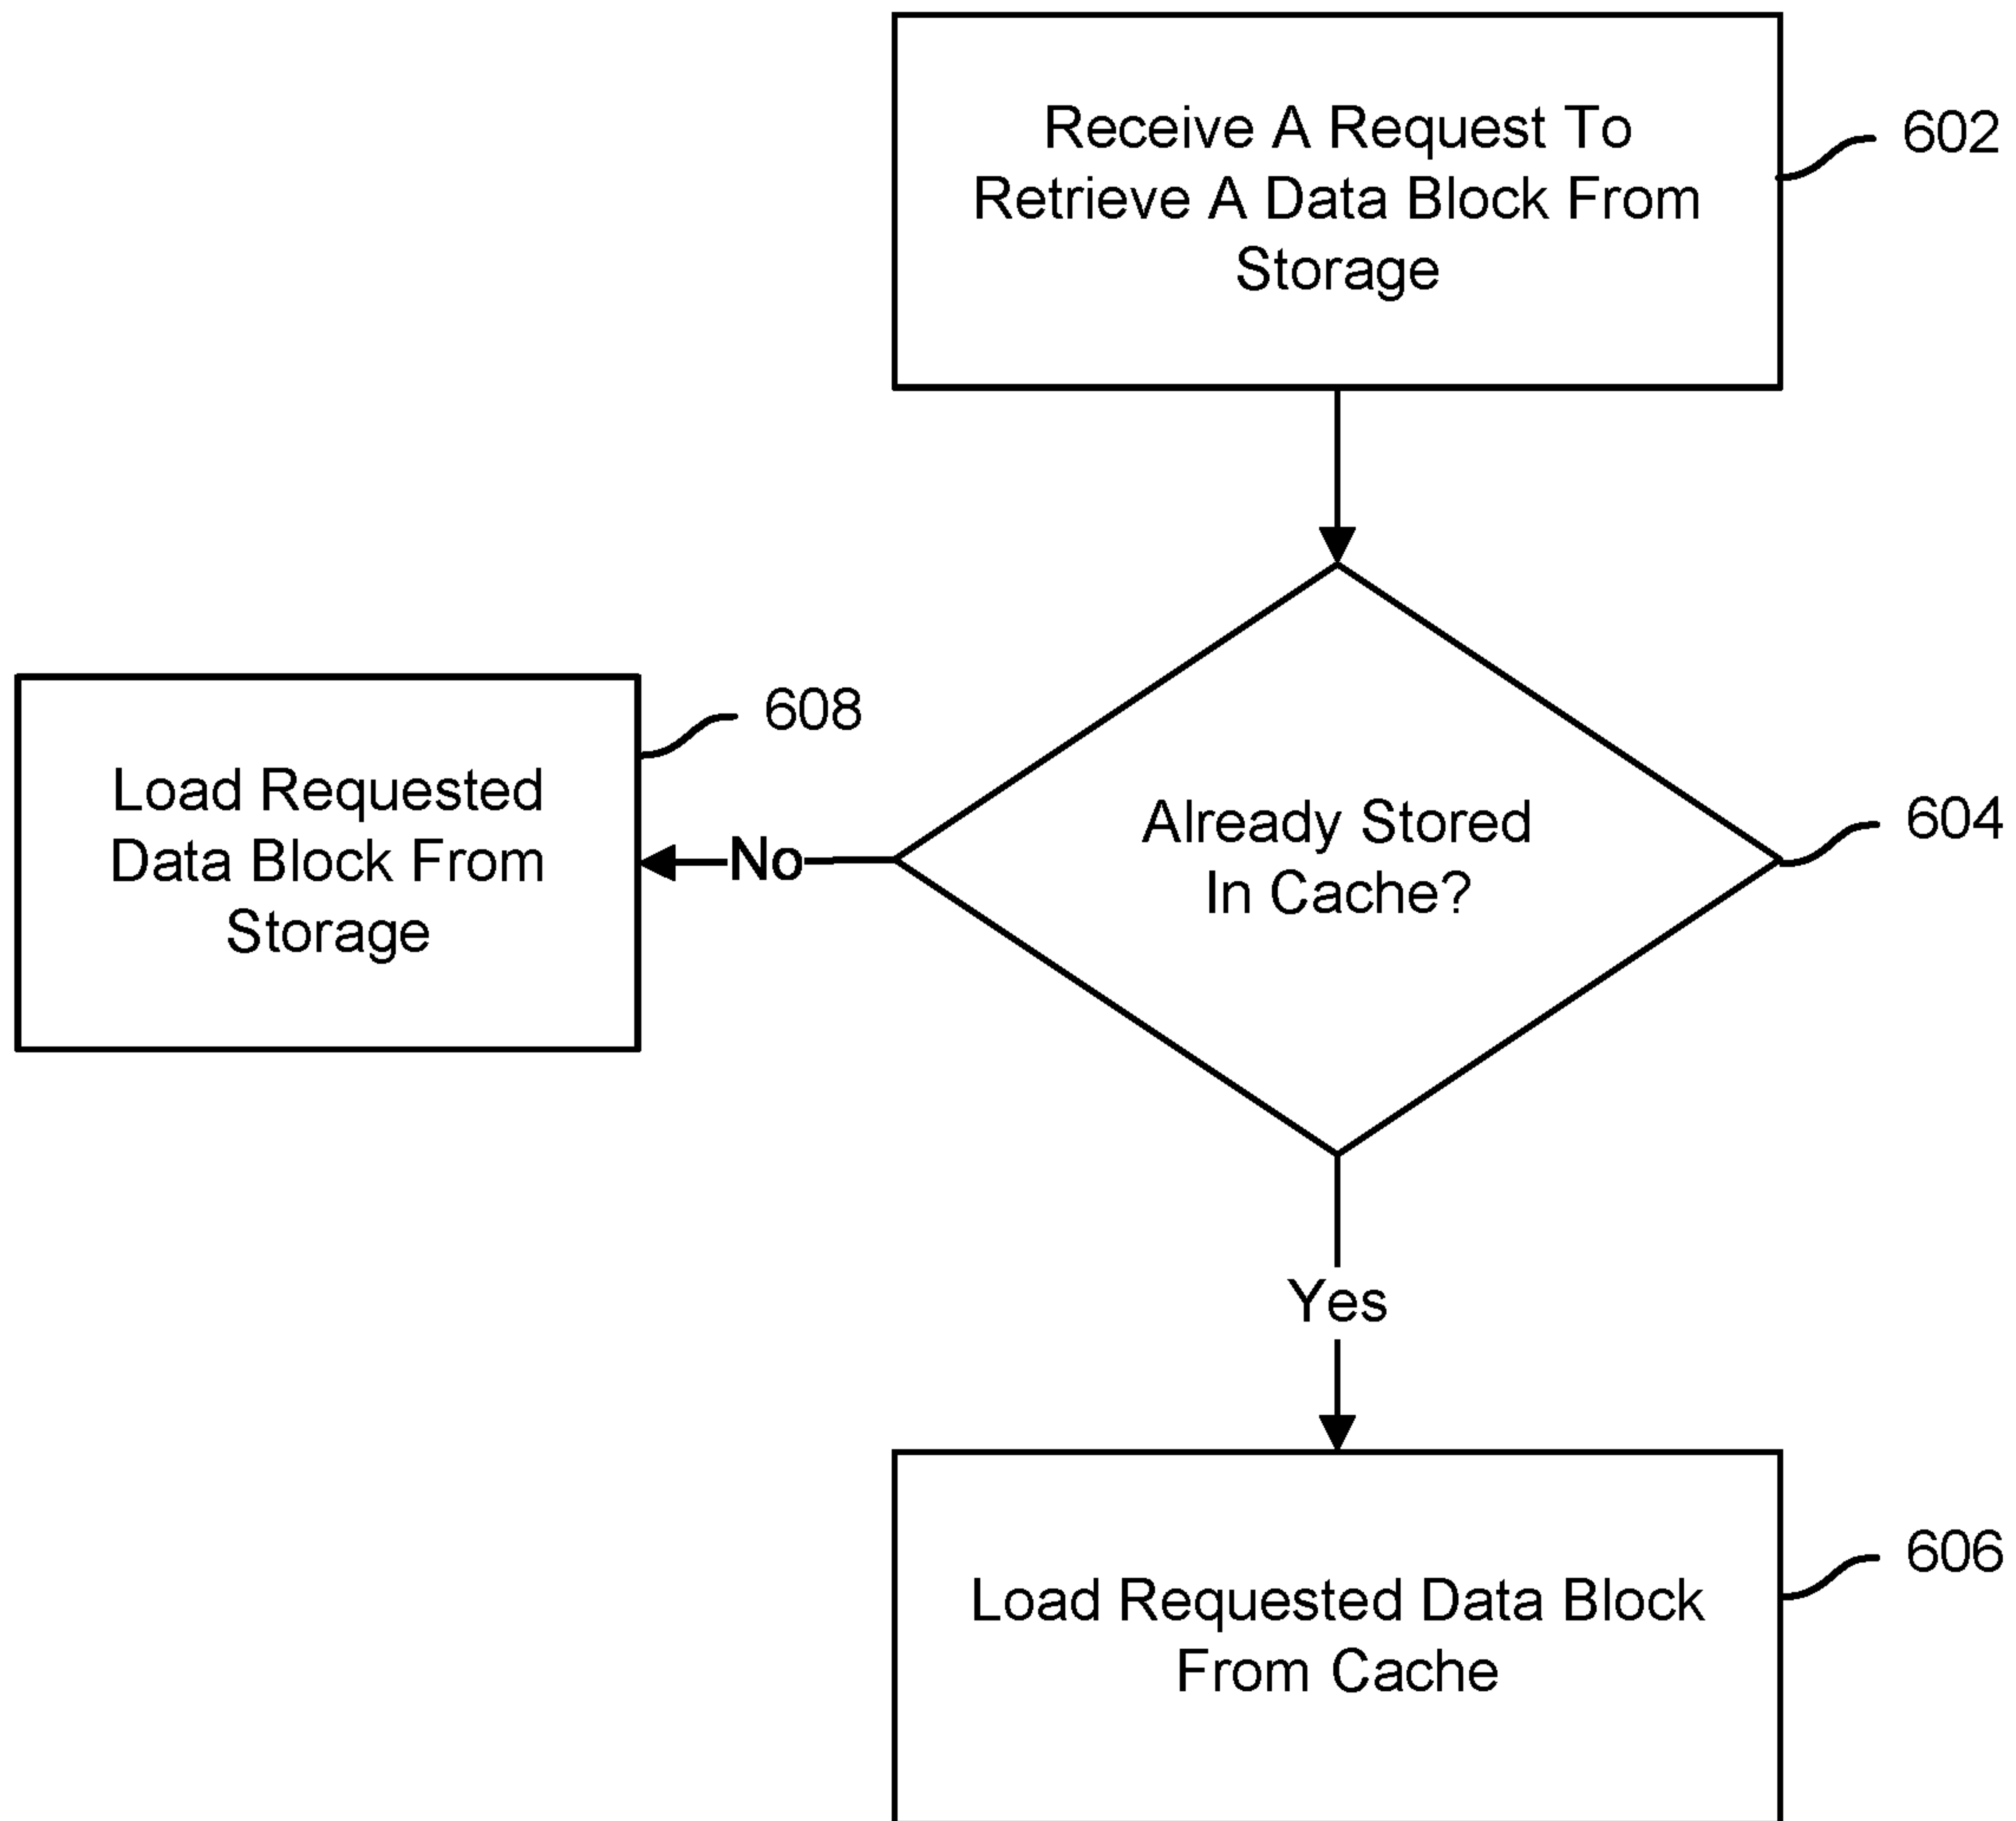 Receive A Request To
Retrieve A Data Block From
Storage
602
608
Load Requested
Data Block From
Storage
No
Already Stored
In Cache?
604
Yes
606
Load Requested Data Block
From Cache